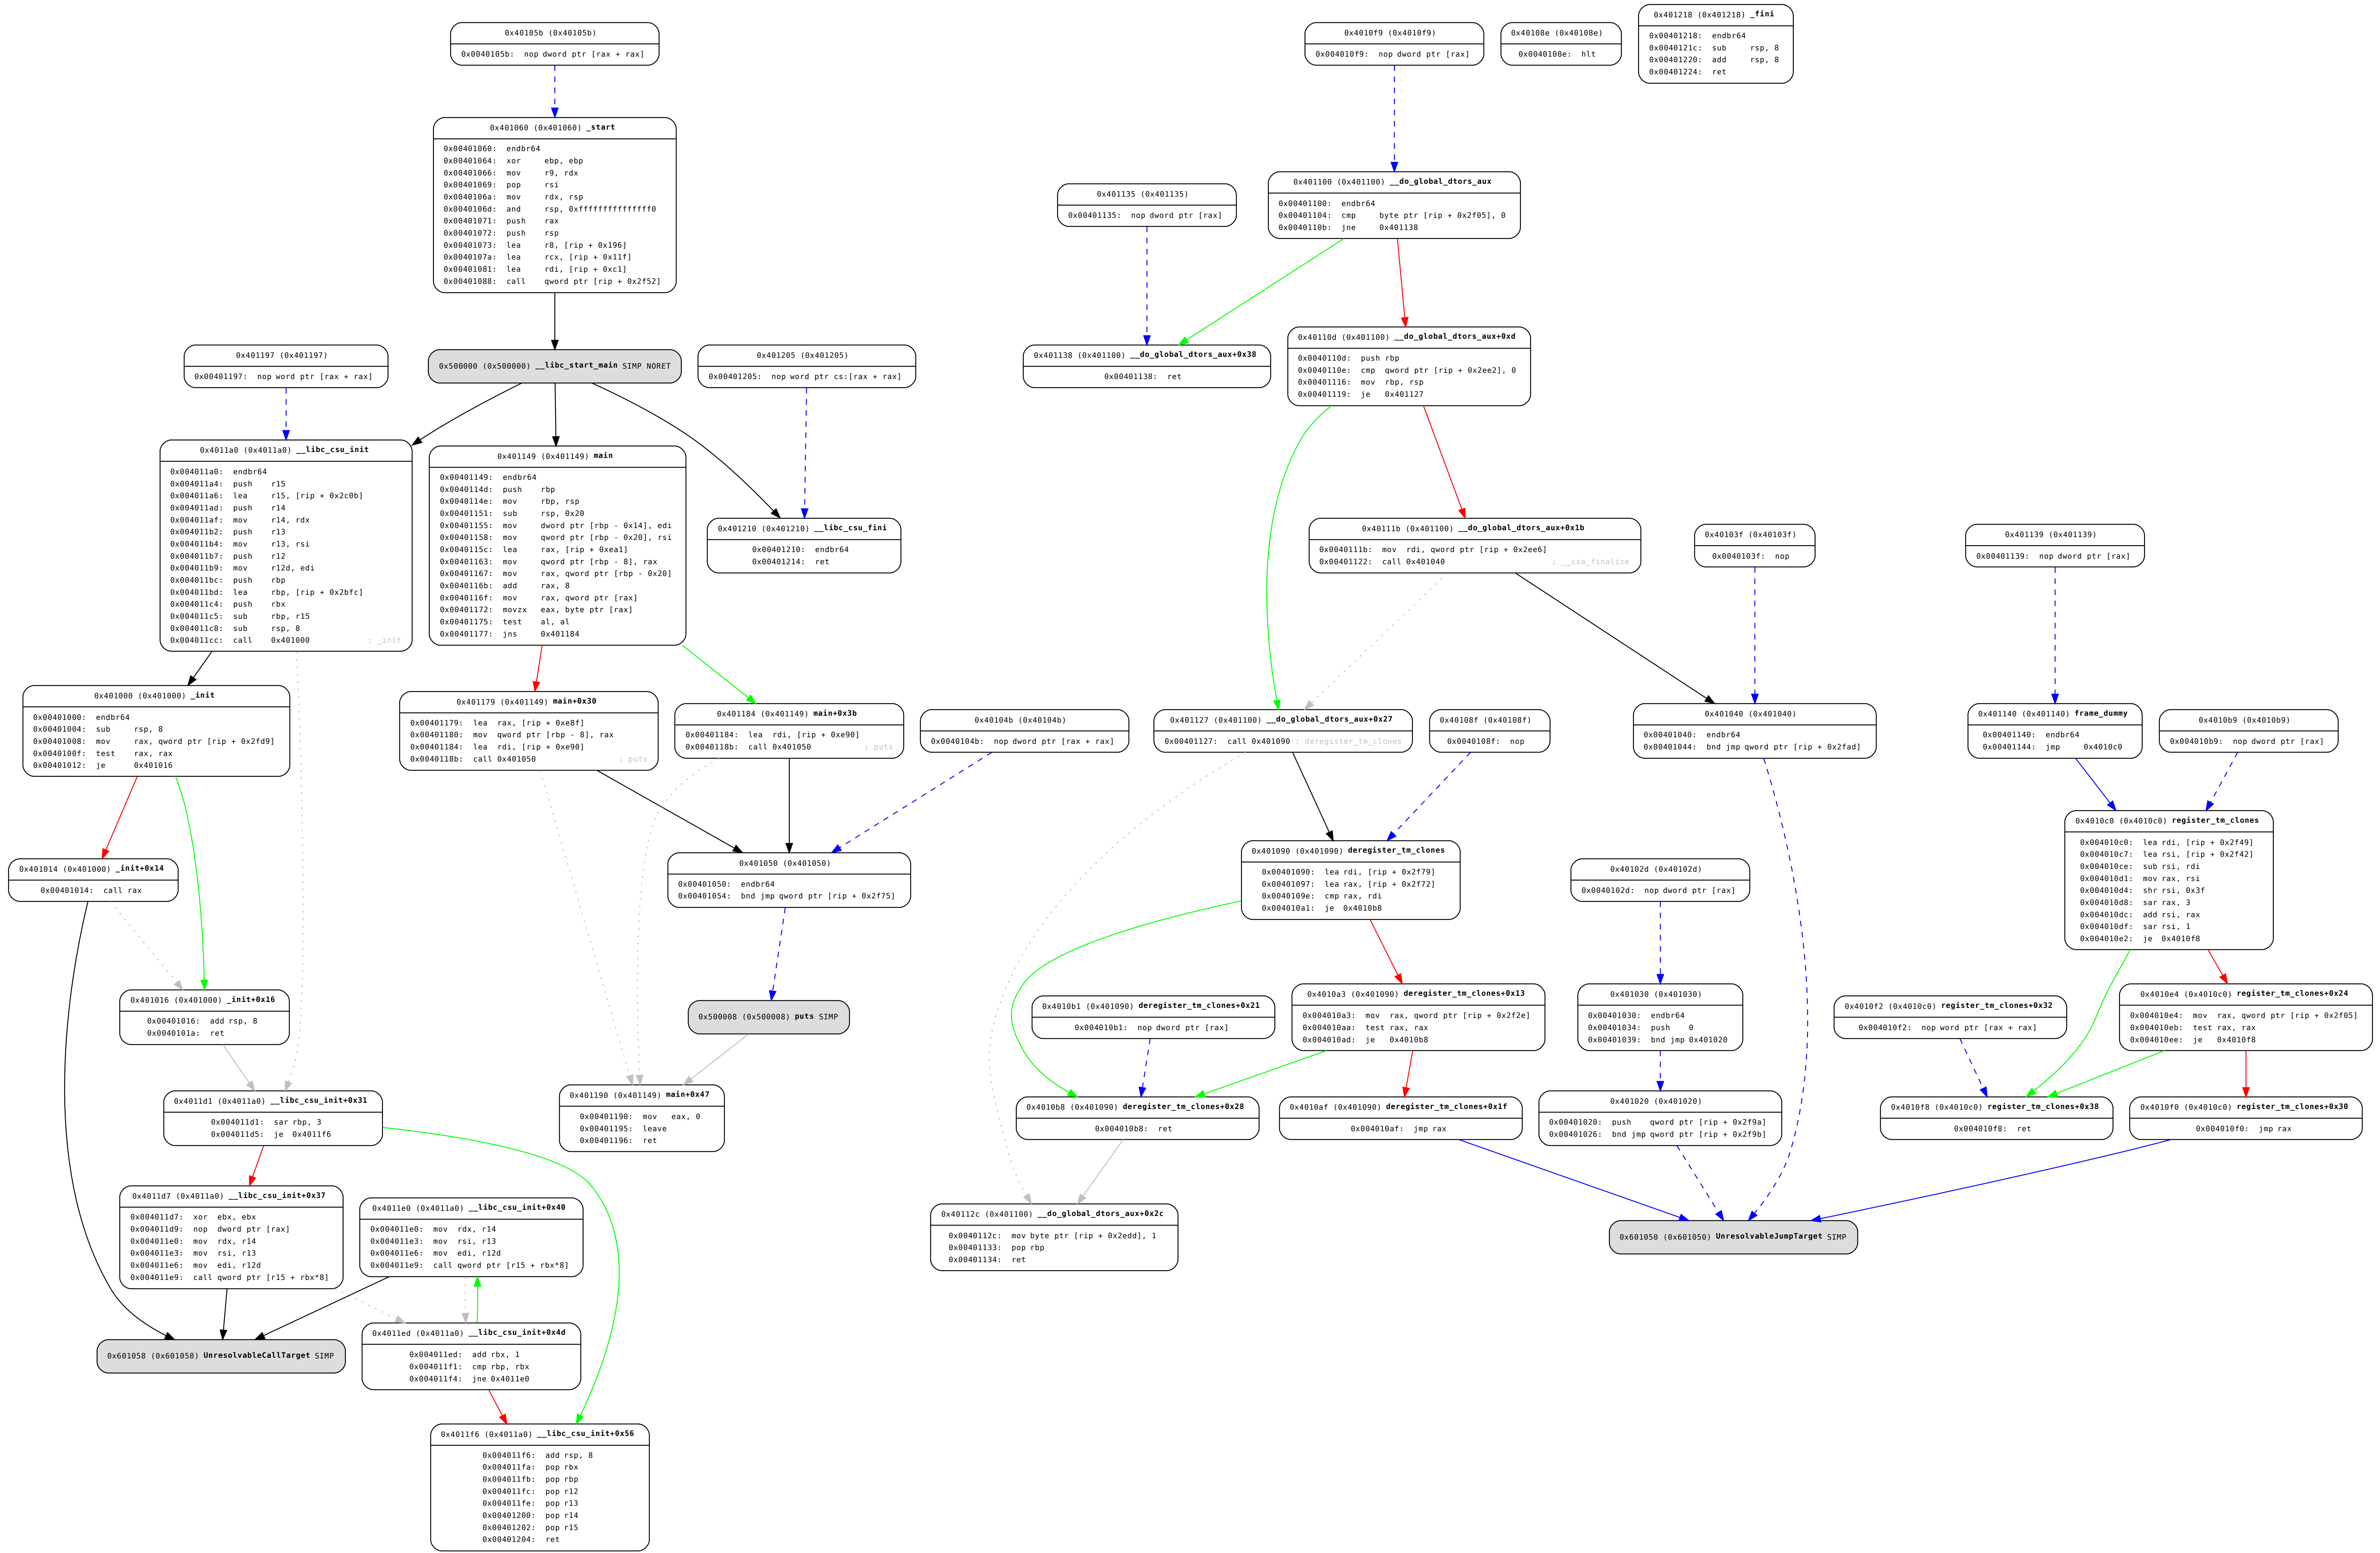 0x40105b (0x40105b)
0x0040105b: nop dword ptr [rax + rax]
0x401060 (0x401060) _start
0x00401060: endbr64
0x00401064: xor ebp, ebp
0x00401066: mov r9, rdx
0x00401069: pop rsi
0x0040106a: mov rdx, rsp
0x0040106d: and rsp, 0xfffffffffffffff0
0x00401071: push rax
0x00401072: push rsp
0x00401073: lea r8, [rip + 0x196]
0x0040107a: lea rcx, [rip + 0x11f]
0x00401081: lea rdi, [rip + 0xc1]
0x00401088: call qword ptr [rip + 0x2f52]
0x401197 (0x401197)
0x00401197: nop word ptr [rax + rax]
0x500000 (0x500000) __libc_start_main SIMP NORET
0x401205 (0x401205)
0x00401205: nop word ptr cs:[rax + rax]
0x4011a0 (0x4011a0) __libc_csu_init
0x004011a0: endbr64
0x004011a4: push r15
0x004011a6: lea r15, [rip + 0x2c0b]
0x004011ad: push r14
0x004011af: mov r14, rdx
0x004011b2: push r13
0x004011b4: mov r13, rsi
0x004011b7: push r12
0x004011b9: mov r12d, edi
0x004011bc: push rbp
0x004011bd: lea rbp, [rip + 0x2bfc]
0x004011c4: push rbx
0x004011c5: sub rbp, r15
0x004011c8: sub rsp, 8
0x004011cc: call 0x401000 ; _init
0x401149 (0x401149) main
0x00401149: endbr64
0x0040114d: push rbp
0x0040114e: mov rbp, rsp
0x00401151: sub rsp, 0x20
0x00401155: mov dword ptr [rbp - 0x14], edi
0x00401158: mov qword ptr [rbp - 0x20], rsi
0x0040115c: lea rax, [rip + 0xea1]
0x00401163: mov qword ptr [rbp - 8], rax
0x00401167: mov rax, qword ptr [rbp - 0x20]
0x0040116b: add rax, 8
0x0040116f: mov rax, qword ptr [rax]
0x00401172: movzx eax, byte ptr [rax]
0x00401175: test al, al
0x00401177: jns 0x401184
0x401210 (0x401210) __libc_csu_fini
0x00401210: endbr64
0x00401214: ret
0x401000 (0x401000) _init
0x00401000: endbr64
0x00401004: sub rsp, 8
0x00401008: mov rax, qword ptr [rip + 0x2fd9]
0x0040100f: test rax, rax
0x00401012: je 0x401016
0x401179 (0x401149) main+0x30
0x00401179: lea rax, [rip + 0xe8f]
0x00401180: mov qword ptr [rbp - 8], rax
0x00401184: lea rdi, [rip + 0xe90]
0x0040118b: call 0x401050 ; puts
0x401184 (0x401149) main+0x3b
0x00401184: lea rdi, [rip + 0xe90]
0x0040118b: call 0x401050 ; puts
0x40104b (0x40104b)
0x0040104b: nop dword ptr [rax + rax]
0x401014 (0x401000) _init+0x14
0x00401014: call rax
0x401050 (0x401050)
0x00401050: endbr64
0x00401054: bnd jmp qword ptr [rip + 0x2f75]
0x401016 (0x401000) _init+0x16
0x00401016: add rsp, 8
0x0040101a: ret
0x500008 (0x500008) puts SIMP
0x4011d1 (0x4011a0) __libc_csu_init+0x31
0x004011d1: sar rbp, 3
0x004011d5: je 0x4011f6
0x401190 (0x401149) main+0x47
0x00401190: mov eax, 0
0x00401195: leave
0x00401196: ret
0x4011d7 (0x4011a0) __libc_csu_init+0x37
0x004011d7: xor ebx, ebx
0x004011d9: nop dword ptr [rax]
0x004011e0: mov rdx, r14
0x004011e3: mov rsi, r13
0x004011e6: mov edi, r12d
0x004011e9: call qword ptr [r15 + rbx*8]
0x4011e0 (0x4011a0) __libc_csu_init+0x40
0x004011e0: mov rdx, r14
0x004011e3: mov rsi, r13
0x004011e6: mov edi, r12d
0x004011e9: call qword ptr [r15 + rbx*8]
0x601058 (0x601058) UnresolvableCallTarget SIMP
0x4011ed (0x4011a0) __libc_csu_init+0x4d
0x004011ed: add rbx, 1
0x004011f1: cmp rbp, rbx
0x004011f4: jne 0x4011e0
0x4011f6 (0x4011a0) __libc_csu_init+0x56
0x004011f6: add rsp, 8
0x004011fa: pop rbx
0x004011fb: pop rbp
0x004011fc: pop r12
0x004011fe: pop r13
0x00401200: pop r14
0x00401202: pop r15
0x00401204: ret
0x4010f9 (0x4010f9)
0x004010f9: nop dword ptr [rax]
0x40108e (0x40108e)
0x0040108e: hlt
0x401218 (0x401218) _fini
0x00401218: endbr64
0x0040121c: sub rsp, 8
0x00401220: add rsp, 8
0x00401224: ret
0x401135 (0x401135)
0x00401135: nop dword ptr [rax]
0x401100 (0x401100) __do_global_dtors_aux
0x00401100: endbr64
0x00401104: cmp byte ptr [rip + 0x2f05], 0
0x0040110b: jne 0x401138
0x401138 (0x401100) __do_global_dtors_aux+0x38
0x00401138: ret
0x40110d (0x401100) __do_global_dtors_aux+0xd
0x0040110d: push rbp
0x0040110e: cmp qword ptr [rip + 0x2ee2], 0
0x00401116: mov rbp, rsp
0x00401119: je 0x401127
0x40111b (0x401100) __do_global_dtors_aux+0x1b
0x0040111b: mov rdi, qword ptr [rip + 0x2ee6]
0x00401122: call 0x401040 ; __cxa_finalize
0x40103f (0x40103f)
0x0040103f: nop
0x401139 (0x401139)
0x00401139: nop dword ptr [rax]
0x401127 (0x401100) __do_global_dtors_aux+0x27
0x00401127: call 0x401090 ; deregister_tm_clones
0x40108f (0x40108f)
0x0040108f: nop
0x401040 (0x401040)
0x00401040: endbr64
0x00401044: bnd jmp qword ptr [rip + 0x2fad]
0x401140 (0x401140) frame_dummy
0x00401140: endbr64
0x00401144: jmp 0x4010c0
0x4010b9 (0x4010b9)
0x004010b9: nop dword ptr [rax]
0x401090 (0x401090) deregister_tm_clones
0x00401090: lea rdi, [rip + 0x2f79]
0x00401097: lea rax, [rip + 0x2f72]
0x0040109e: cmp rax, rdi
0x004010a1: je 0x4010b8
0x40102d (0x40102d)
0x0040102d: nop dword ptr [rax]
0x4010c0 (0x4010c0) register_tm_clones
0x004010c0: lea rdi, [rip + 0x2f49]
0x004010c7: lea rsi, [rip + 0x2f42]
0x004010ce: sub rsi, rdi
0x004010d1: mov rax, rsi
0x004010d4: shr rsi, 0x3f
0x004010d8: sar rax, 3
0x004010dc: add rsi, rax
0x004010df: sar rsi, 1
0x004010e2: je 0x4010f8
0x4010b1 (0x401090) deregister_tm_clones+0x21
0x004010b1: nop dword ptr [rax]
0x4010a3 (0x401090) deregister_tm_clones+0x13
0x004010a3: mov rax, qword ptr [rip + 0x2f2e]
0x004010aa: test rax, rax
0x004010ad: je 0x4010b8
0x401030 (0x401030)
0x00401030: endbr64
0x00401034: push 0
0x00401039: bnd jmp 0x401020
0x4010f2 (0x4010c0) register_tm_clones+0x32
0x004010f2: nop word ptr [rax + rax]
0x4010e4 (0x4010c0) register_tm_clones+0x24
0x004010e4: mov rax, qword ptr [rip + 0x2f05]
0x004010eb: test rax, rax
0x004010ee: je 0x4010f8
0x4010b8 (0x401090) deregister_tm_clones+0x28
0x004010b8: ret
0x4010af (0x401090) deregister_tm_clones+0x1f
0x004010af: jmp rax
0x401020 (0x401020)
0x00401020: push qword ptr [rip + 0x2f9a]
0x00401026: bnd jmp qword ptr [rip + 0x2f9b]
0x4010f8 (0x4010c0) register_tm_clones+0x38
0x004010f8: ret
0x4010f0 (0x4010c0) register_tm_clones+0x30
0x004010f0: jmp rax
0x40112c (0x401100) __do_global_dtors_aux+0x2c
0x0040112c: mov byte ptr [rip + 0x2edd], 1
0x00401133: pop rbp
0x00401134: ret
0x601050 (0x601050) UnresolvableJumpTarget SIMP